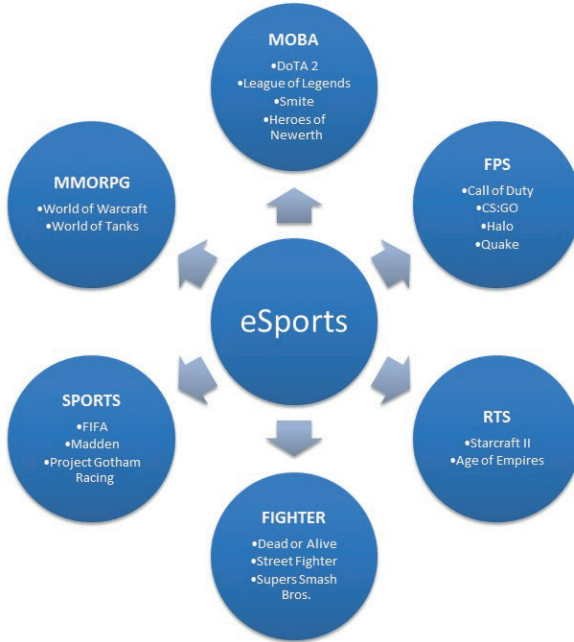 MOBA
•DoTA 2
•League of Legends
•Smite
•Heroes of
Newerth
FPS
•Call of Duty
•CS:GO
•Halo
•Quake
RTS
•Starcraft II
•Age of Empires
FIGHTER
•Dead or Alive
•Street Fighter
•Supers Smash
Bros.
SPORTS
•FIFA
•Madden
•Project Gotham
Racing
MMORPG
•World of Warcraft
•World of Tanks
eSports